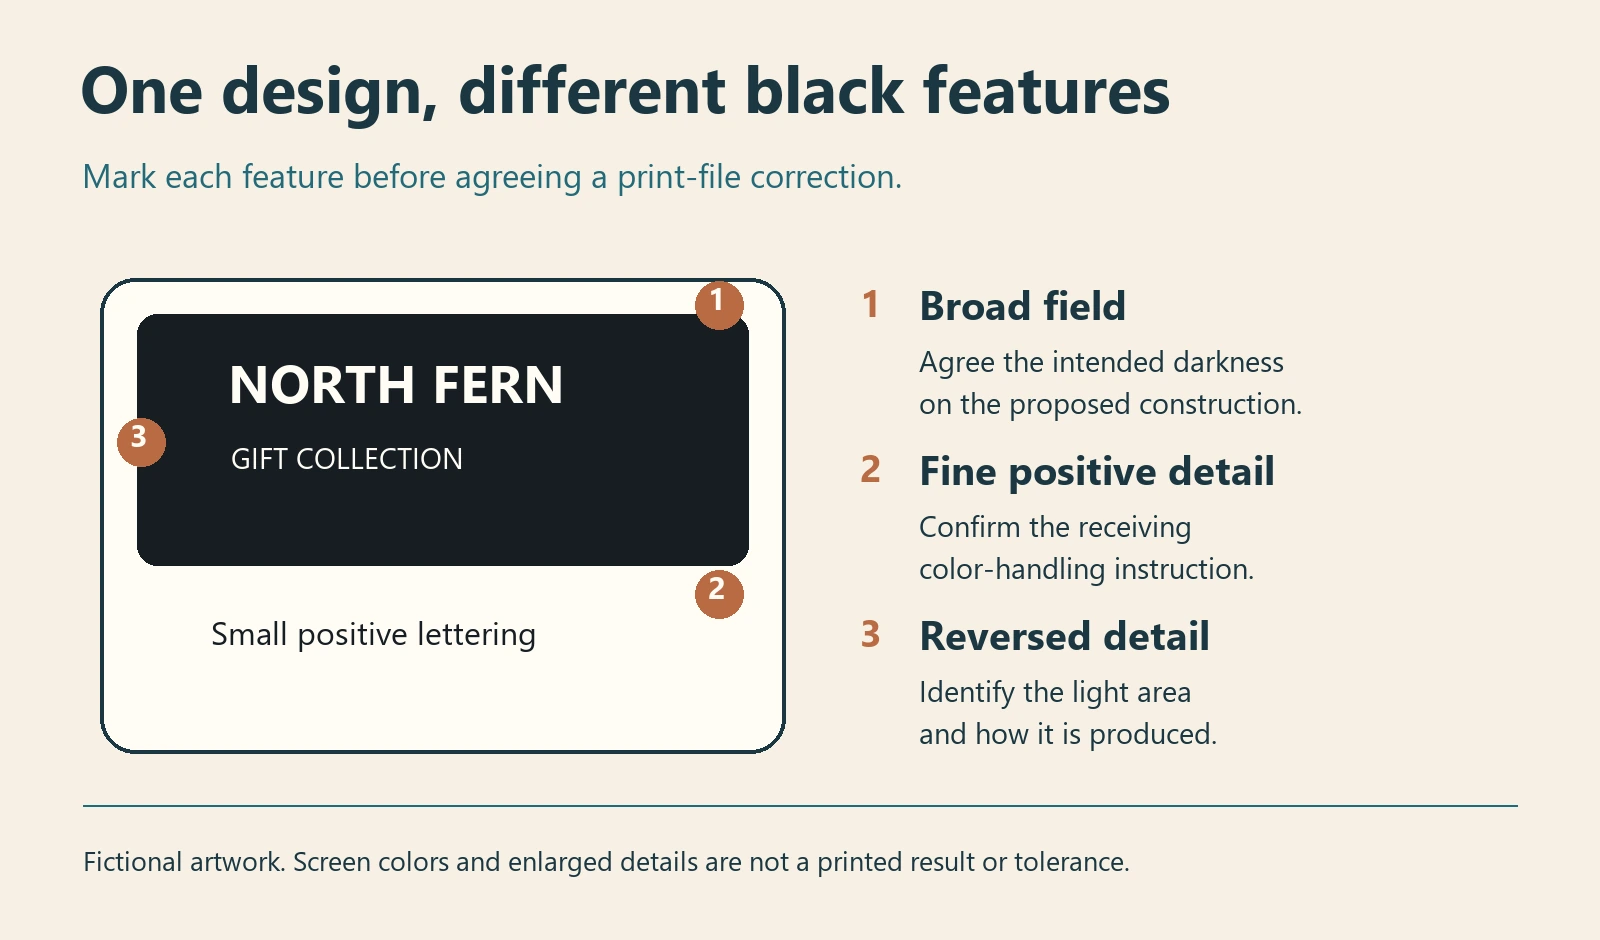 One design, different black features
Mark each feature before agreeing a print-file correction.
1
NORTH FERN
3
GIFT COLLECTION
2
Small positive lettering
1 Broad field
Agree the intended darkness
on the proposed construction.
2 Fine positive detail
Confirm the receiving
color-handling instruction.
3 Reversed detail
Identify the light area
and how it is produced.
Fictional artwork. Screen colors and enlarged details are not a printed result or tolerance.